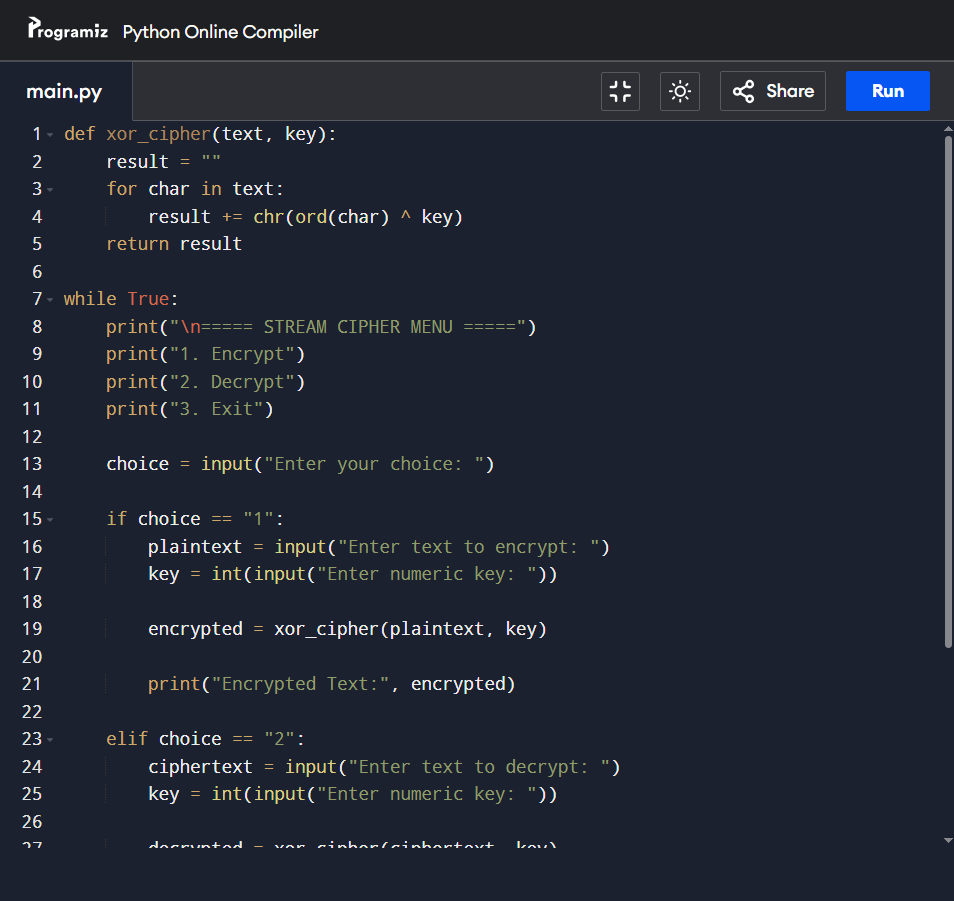 Programiz Python Online Compiler
main.py Share Run
1 def xor_cipher(text, key):
2     result = ""
3     for char in text:
4         result += chr(ord(char) ^ key)
5     return result
6
7 while True:
8     print("\n===== STREAM CIPHER MENU =====")
9     print("1. Encrypt")
10     print("2. Decrypt")
11     print("3. Exit")
12
13     choice = input("Enter your choice: ")
14
15     if choice == "1":
16         plaintext = input("Enter text to encrypt: ")
17         key = int(input("Enter numeric key: "))
18
19         encrypted = xor_cipher(plaintext, key)
20
21         print("Encrypted Text:", encrypted)
22
23     elif choice == "2":
24         ciphertext = input("Enter text to decrypt: ")
25         key = int(input("Enter numeric key: "))
26
27         decrypted = xor_cipher(ciphertext, key)